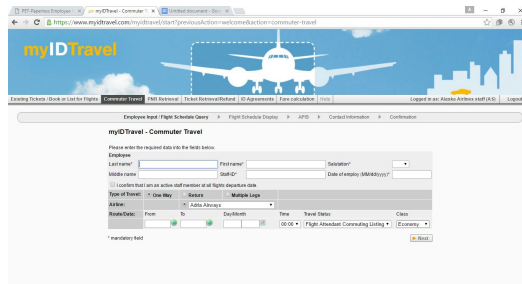 PET-Paperless Employee
myIDTravel - Commuter T
Untitled document - Goo
https://www.myidtravel.com/myidtravel/start?previousAction=welcome&action=commuter-travel
myIDTravel
Existing Tickets / Book or List for Flights Commuter Travel PNR Retrieval Ticket Retrieval/Refund ID Agreements Fare calculation Help Logged in as: Alaska Airlines staff (AS) Logout
Employee Input / Flight Schedule Query Flight Schedule Display APIS Contact Information Confirmation
myIDTravel - Commuter Travel
Please enter the required data into the fields below.
Employee
Last name* First name* Salutation*
Middle name Staff-ID* Date of employ (MM/dd/yyyy)*
I confirm that I am an active staff member at all flights departure date.
Type of Travel: One Way Return Multiple Legs
Airline: Adria Airways
Route/Date: From To Day/Month Time Travel Status Class
00:00 Flight Attendant Commuting Listing Economy
* mandatory field Next